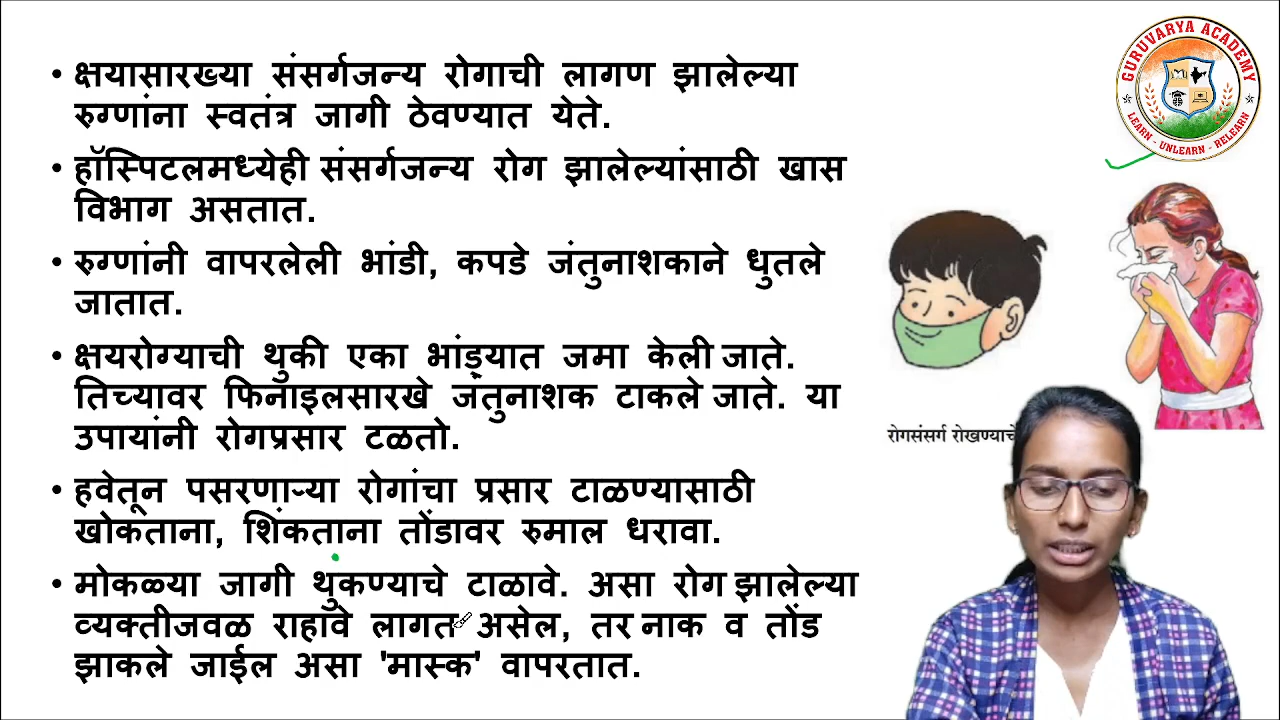 • क्षयासारख्या संसर्गजन्य रोगाची लागण झालेल्या
रुग्णांना स्वतंत्र जागी ठेवण्यात येते.
• हॉस्पिटलमध्येही संसर्गजन्य रोग झालेल्यांसाठी खास
विभाग असतात.
• रुग्णांनी वापरलेली भांडी, कपडे जंतुनाशकाने धुतले
जातात.
• क्षयरोग्याची थुकी एका भांड्यात जमा केली जाते.
तिच्यावर फिनाइलसारखे जंतुनाशक टाकले जाते. या
उपायांनी रोगप्रसार टळतो.
• हवेतून पसरणाऱ्या रोगांचा प्रसार टाळण्यासाठी
खोकताना, शिंकताना तोंडावर रुमाल धरावा.
• मोकळ्या जागी थुकण्याचे टाळावे. असा रोग झालेल्या
व्यक्तीजवळ राहावे लागत असेल, तर नाक व तोंड
झाकले जाईल असा 'मास्क' वापरतात.
GURUVARYA ACADEMY
LEARN - UNLEARN - RELEARN
रोगसंसर्ग रोखण्याचे